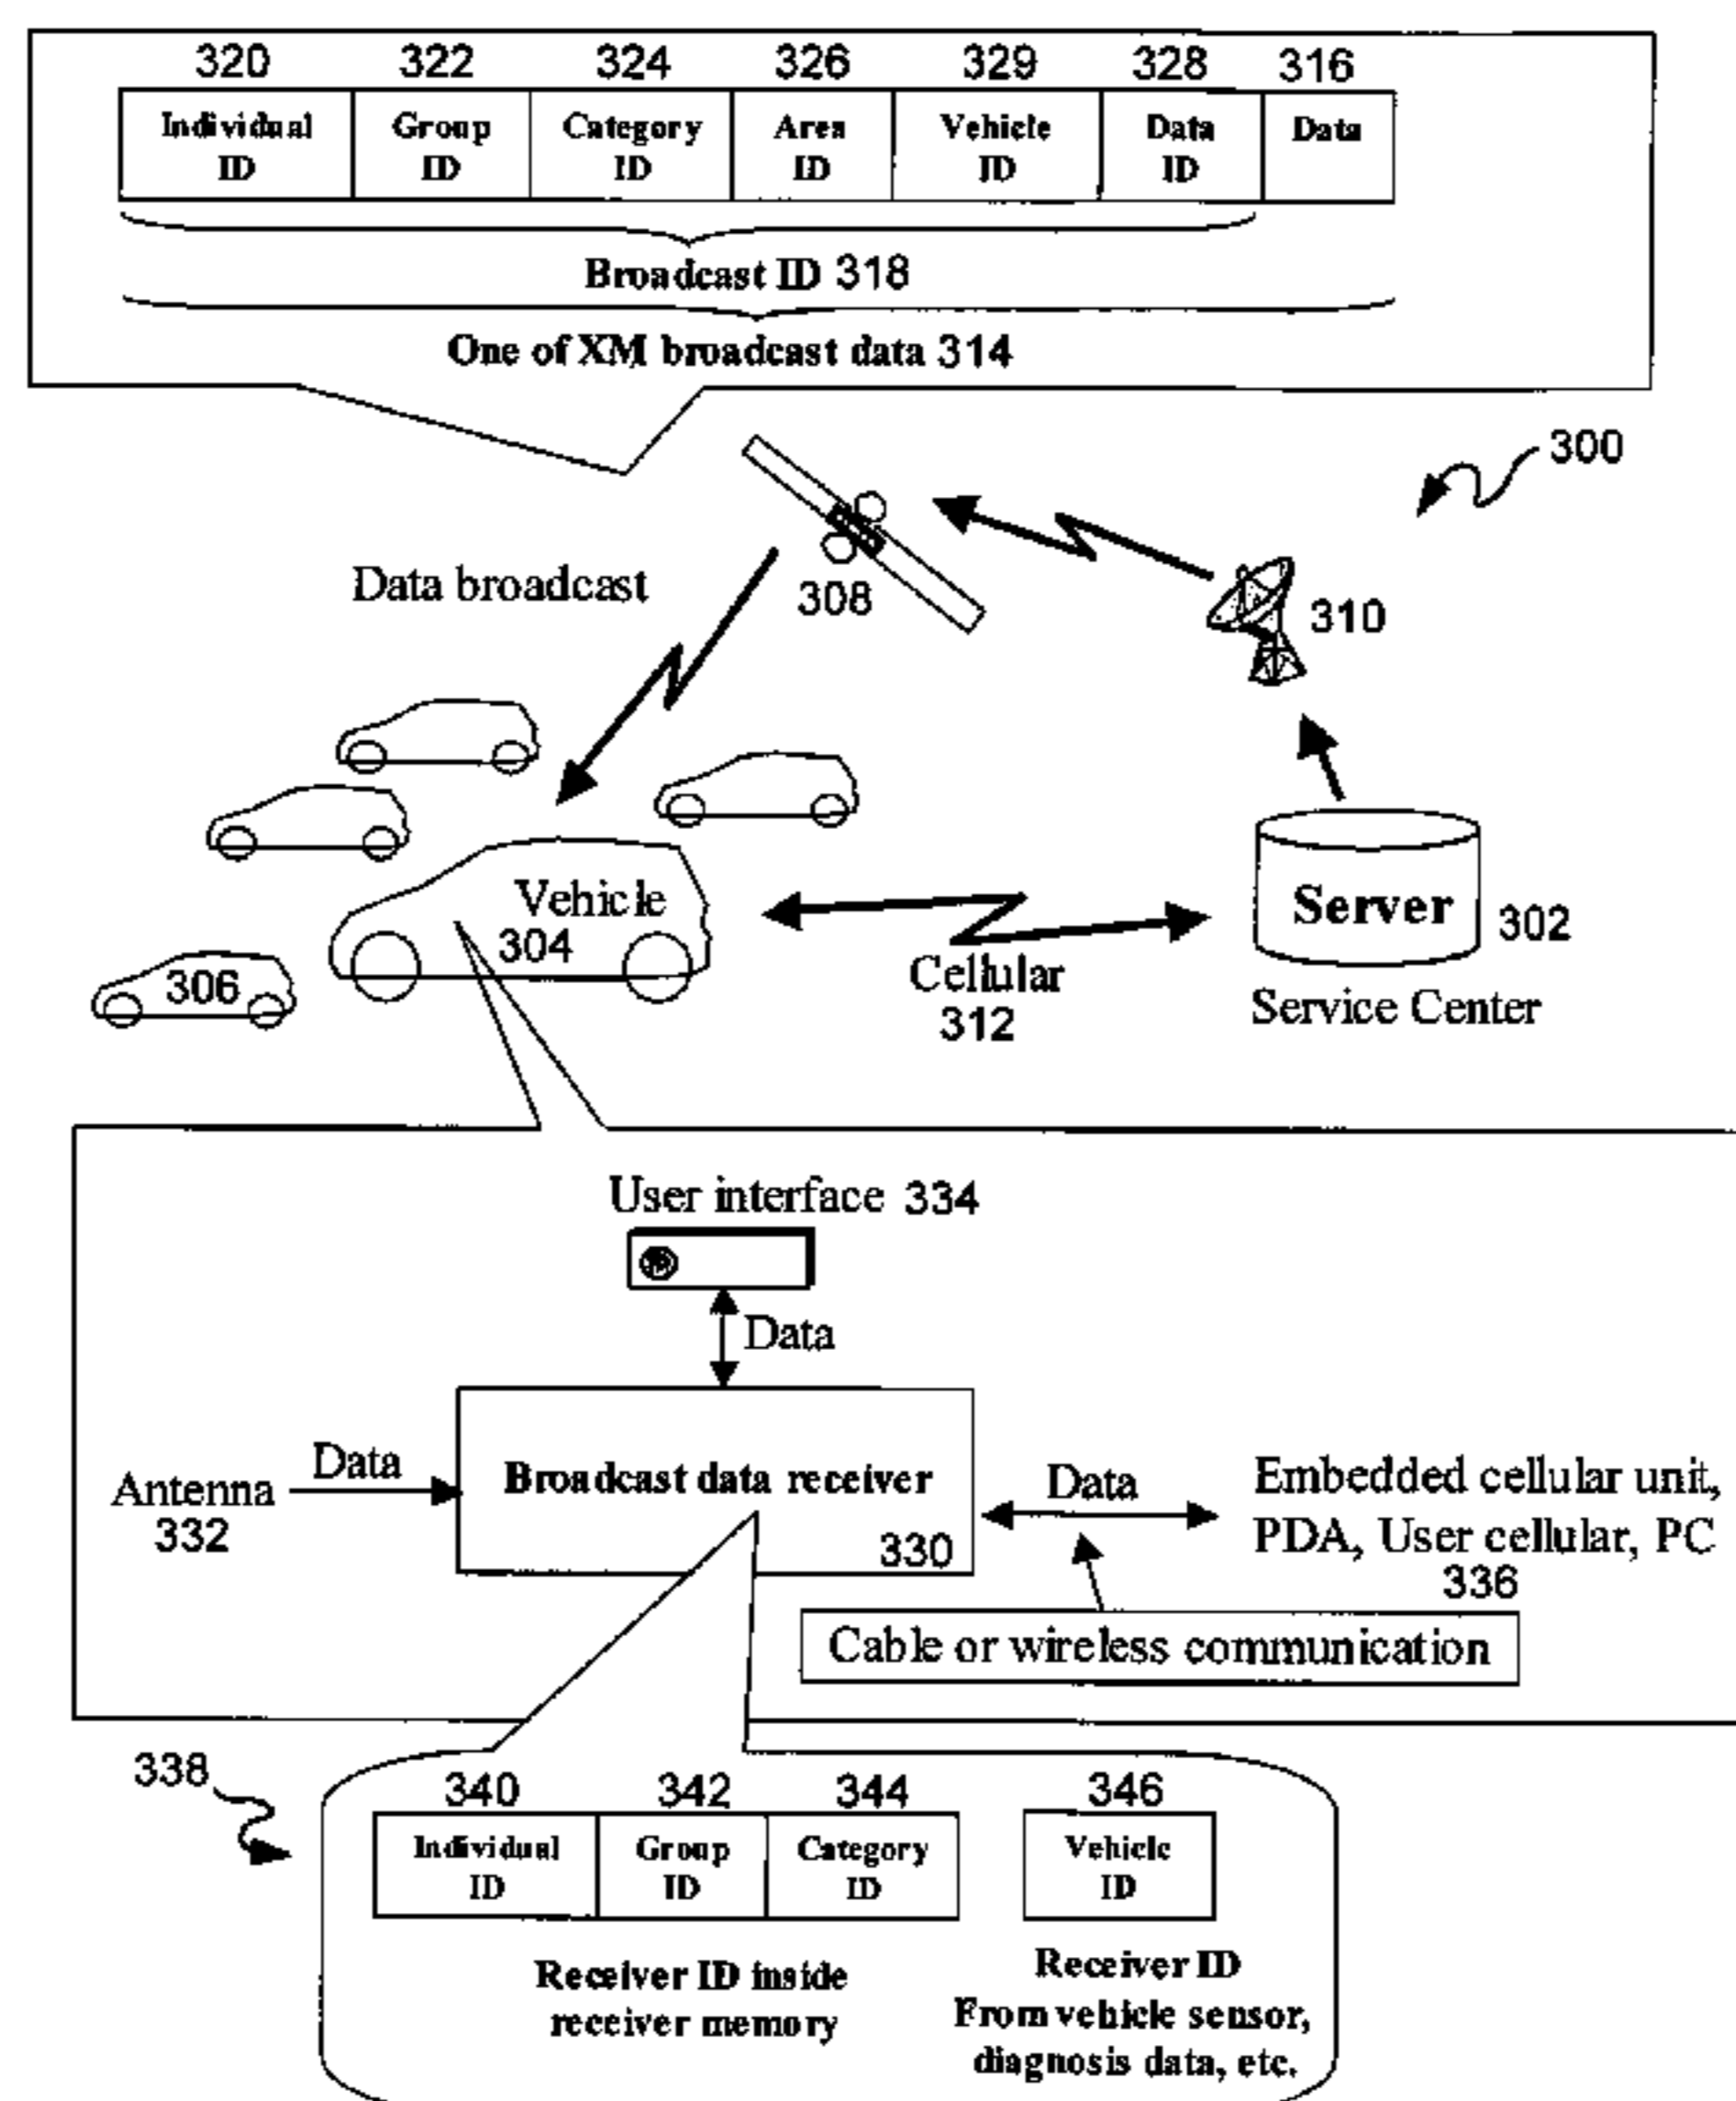 320 322 324 326 329 328 316
Individual Group Category Area Vehicle Data Data
ID ID ID ID ID ID
Broadcast ID 318
One of XM broadcast data 314
300
Data broadcast
308
310
Vehicle
304
306
Cellular
312
Server
302
Service Center
User interface 334
Data
Data
Antenna
332
Broadcast data receiver
330
Data
Embedded cellular unit,
PDA, User cellular, PC
336
Cable or wireless communication
338
340 342 344 346
Individual Group Category Vehicle
ID ID ID ID
Receiver ID inside
receiver memory
Receiver ID
From vehicle sensor,
diagnosis data, etc.